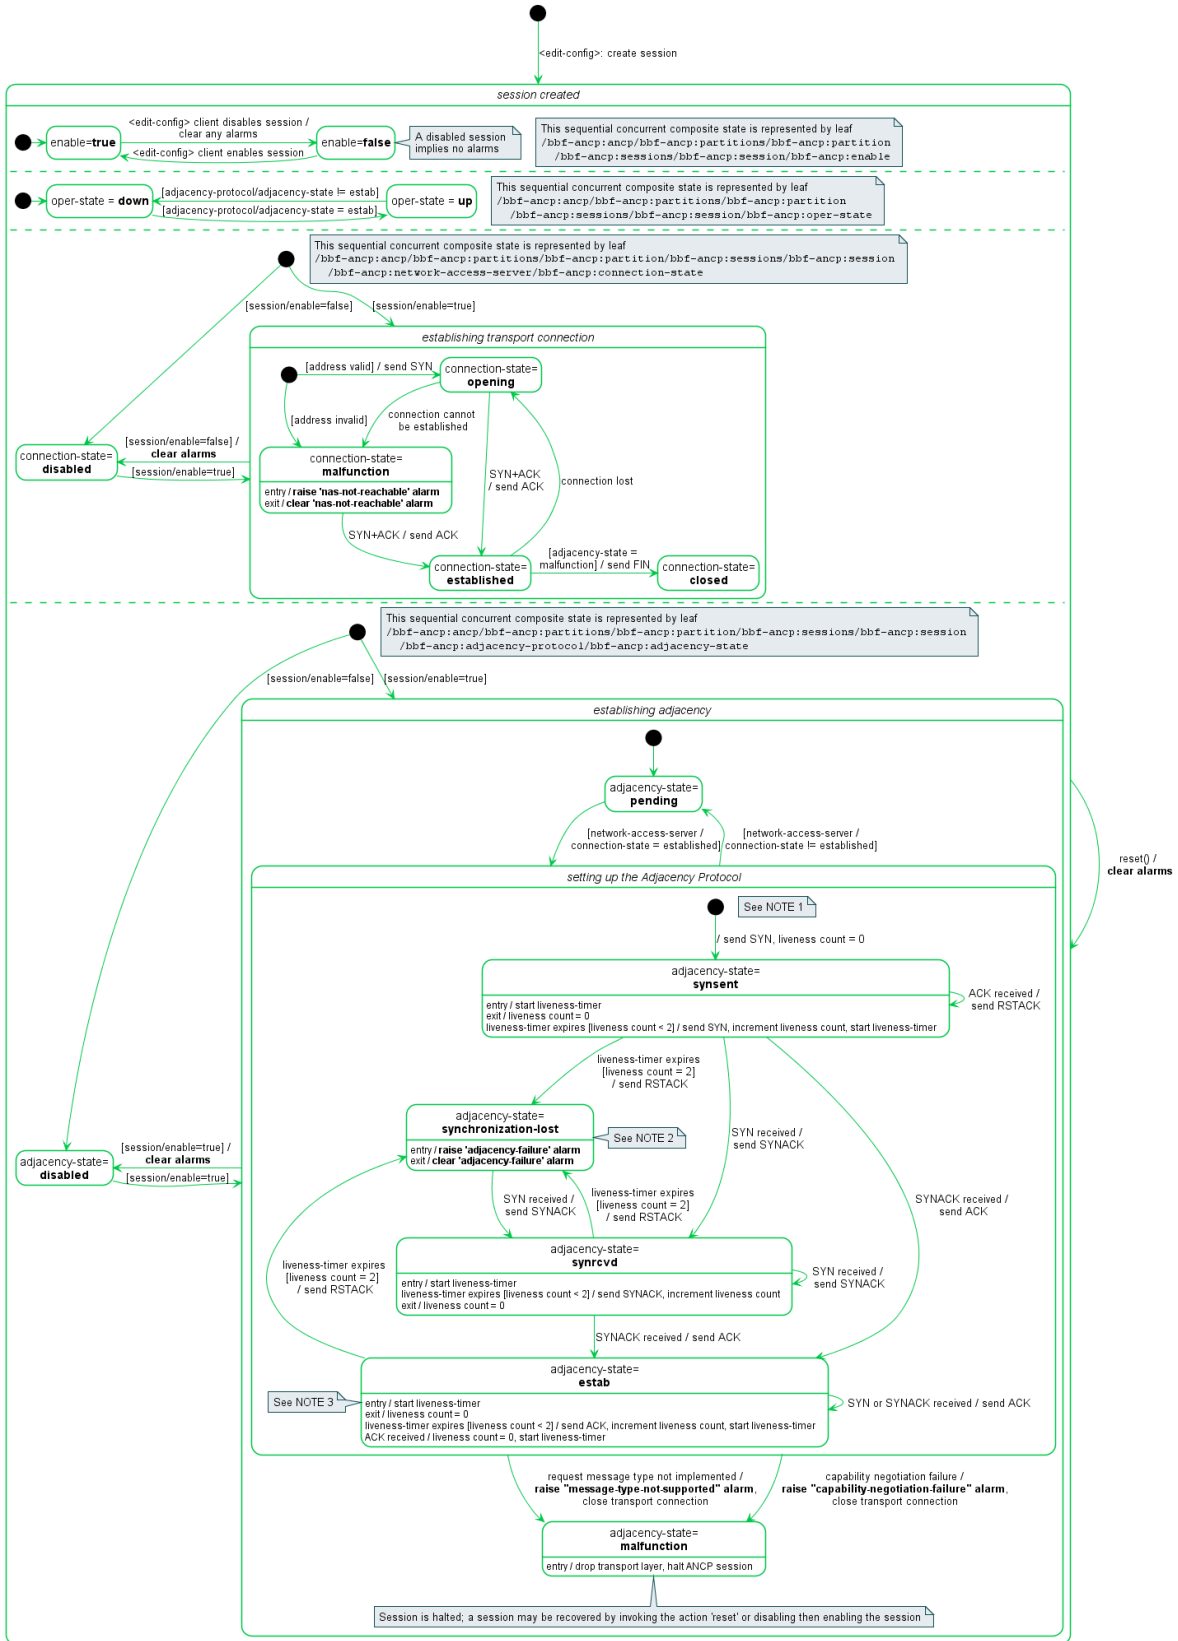 <edit-config>: create session
session created
<edit-config> client disables session /
clear any alarms
enable=true
enable=false
<edit-config> client enables session
A disabled session
implies no alarms
This sequential concurrent composite state is represented by leaf
/bbf-ancp:ancp/bbf-ancp:partitions/bbf-ancp:partition
/bbf-ancp:sessions/bbf-ancp:session/bbf-ancp:enable
oper-state = down
[adjacency-protocol/adjacency-state != estab]
[adjacency-protocol/adjacency-state = estab]
oper-state = up
This sequential concurrent composite state is represented by leaf
/bbf-ancp:ancp/bbf-ancp:partitions/bbf-ancp:partition
/bbf-ancp:sessions/bbf-ancp:session/bbf-ancp:oper-state
This sequential concurrent composite state is represented by leaf
/bbf-ancp:ancp/bbf-ancp:partitions/bbf-ancp:partition/bbf-ancp:sessions/bbf-ancp:session
/bbf-ancp:network-access-server/bbf-ancp:connection-state
[session/enable=false]
[session/enable=true]
establishing transport connection
[address valid] / send SYN
connection-state=
opening
[address invalid]
connection cannot
be established
connection-state=
malfunction
entry / raise 'nas-not-reachable' alarm
exit / clear 'nas-not-reachable' alarm
[session/enable=false] /
clear alarms
connection-state=
disabled
[session/enable=true]
SYN+ACK
/ send ACK
connection lost
SYN+ACK / send ACK
connection-state=
established
[adjacency-state =
malfunction] / send FIN
connection-state=
closed
This sequential concurrent composite state is represented by leaf
/bbf-ancp:ancp/bbf-ancp:partitions/bbf-ancp:partition/bbf-ancp:sessions/bbf-ancp:session
/bbf-ancp:adjacency-protocol/bbf-ancp:adjacency-state
[session/enable=false]
[session/enable=true]
establishing adjacency
adjacency-state=
pending
[network-access-server /
connection-state = established]
[network-access-server /
connection-state != established]
reset() /
clear alarms
setting up the Adjacency Protocol
See NOTE 1
/ send SYN, liveness count = 0
adjacency-state=
synsent
entry / start liveness-timer
exit / liveness count = 0
liveness-timer expires [liveness count < 2] / send SYN, increment liveness count, start liveness-timer
ACK received /
send RSTACK
liveness-timer expires
[liveness count = 2]
/ send RSTACK
adjacency-state=
synchronization-lost
entry / raise 'adjacency-failure' alarm
exit / clear 'adjacency-failure' alarm
See NOTE 2
SYN received /
send SYNACK
[session/enable=true] /
clear alarms
adjacency-state=
disabled
[session/enable=true]
SYN received /
send SYNACK
liveness-timer expires
[liveness count = 2]
/ send RSTACK
SYNACK received /
send ACK
adjacency-state=
synrcvd
entry / start liveness-timer
liveness-timer expires [liveness count < 2] / send SYNACK, increment liveness count
exit / liveness count = 0
SYN received /
send SYNACK
liveness-timer expires
[liveness count = 2]
/ send RSTACK
SYNACK received / send ACK
adjacency-state=
estab
See NOTE 3
entry / start liveness-timer
exit / liveness count = 0
liveness-timer expires [liveness count < 2] / send ACK, increment liveness count, start liveness-timer
ACK received / liveness count = 0, start liveness-timer
SYN or SYNACK received / send ACK
request message type not implemented /
raise "message-type-not-supported" alarm,
close transport connection
capability negotiation failure /
raise "capability-negotiation-failure" alarm,
close transport connection
adjacency-state=
malfunction
entry / drop transport layer, halt ANCP session
Session is halted; a session may be recovered by invoking the action 'reset' or disabling then enabling the session